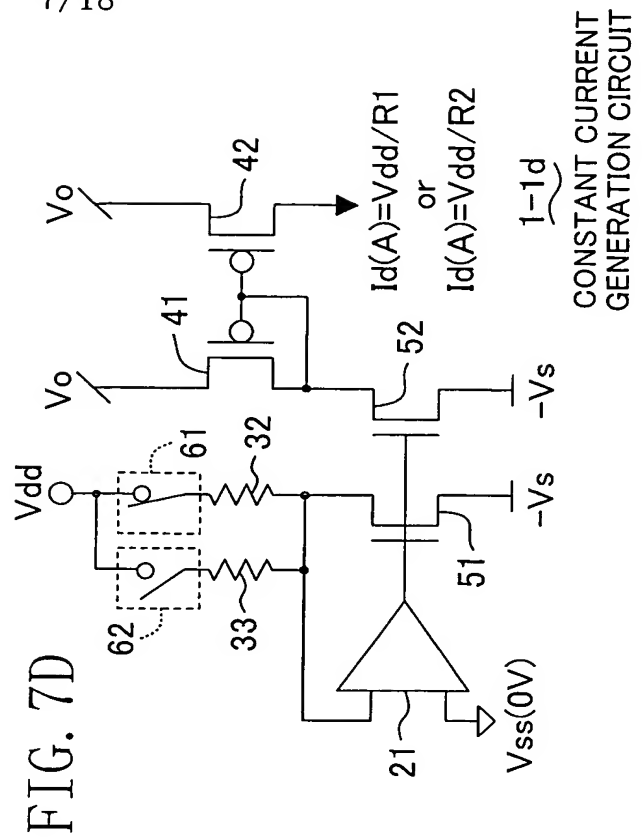 7/18
FIG. 7D
Vdd
Vo
Vo
62
61
41
42
33
32
52
Id(A)=Vdd/R1
or
Id(A)=Vdd/R2
21
51
Vss(0V)
-Vs
-Vs
1-1d
CONSTANT CURRENT
GENERATION CIRCUIT